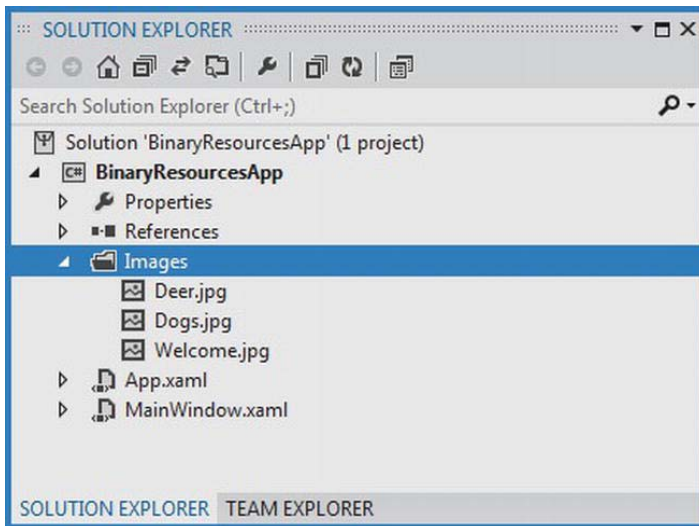 SOLUTION EXPLORER
Search Solution Explorer (Ctrl+;)
Solution 'BinaryResourcesApp' (1 project)
C# BinaryResourcesApp
Properties
References
Images
Deer.jpg
Dogs.jpg
Welcome.jpg
App.xaml
MainWindow.xaml
SOLUTION EXPLORER TEAM EXPLORER